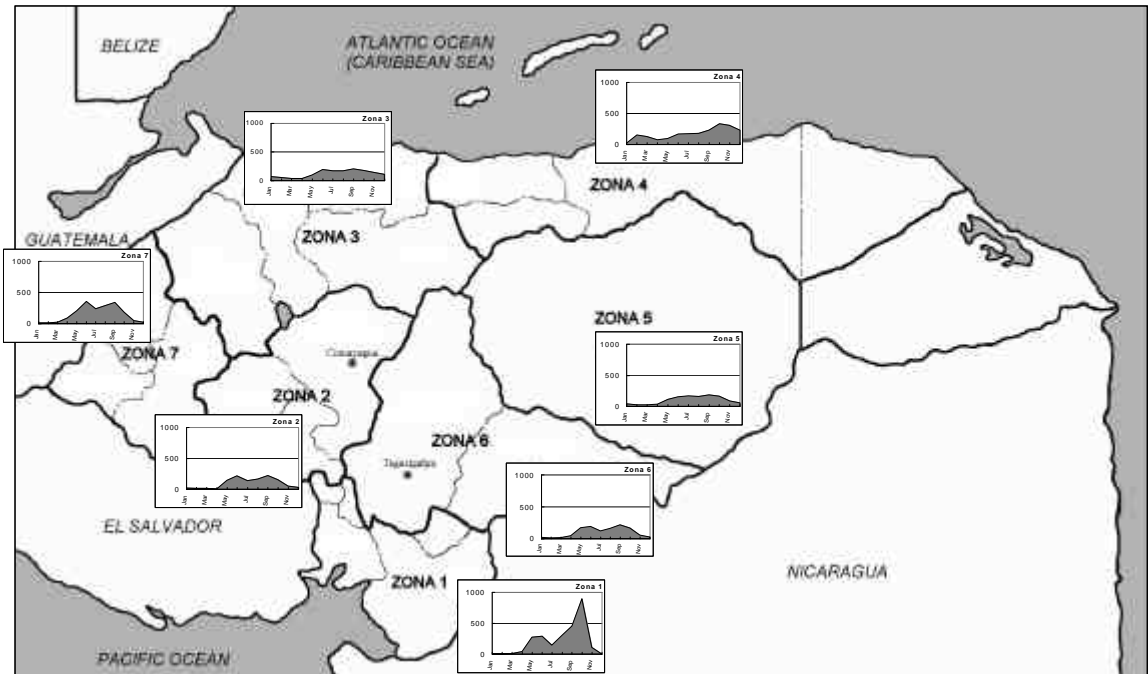 BELIZE
ATLANTIC OCEAN
(CARIBBEAN SEA)
Zona 4
1000
500
0
Jan
Mar
May
Jul
Sep
Nov
Zona 3
1000
500
0
Jan
Mar
May
Jul
Sep
Nov
ZONA 4
ZONA 3
GUATEMALA
Zona 7
1000
500
0
Jan
Mar
May
Jul
Sep
Nov
ZONA 5
Zona 5
1000
500
0
Jan
Mar
May
Jul
Sep
Nov
ZONA 7
Comayagua
ZONA 2
Zona 2
1000
500
0
Jan
Mar
May
Jul
Sep
Nov
ZONA 6
Tegucigalpa
Zona 6
1000
500
0
Jan
Mar
May
Jul
Sep
Nov
EL SALVADOR
ZONA 1
NICARAGUA
Zona 1
1000
500
0
Jan
Mar
May
Jul
Sep
Nov
PACIFIC OCEAN